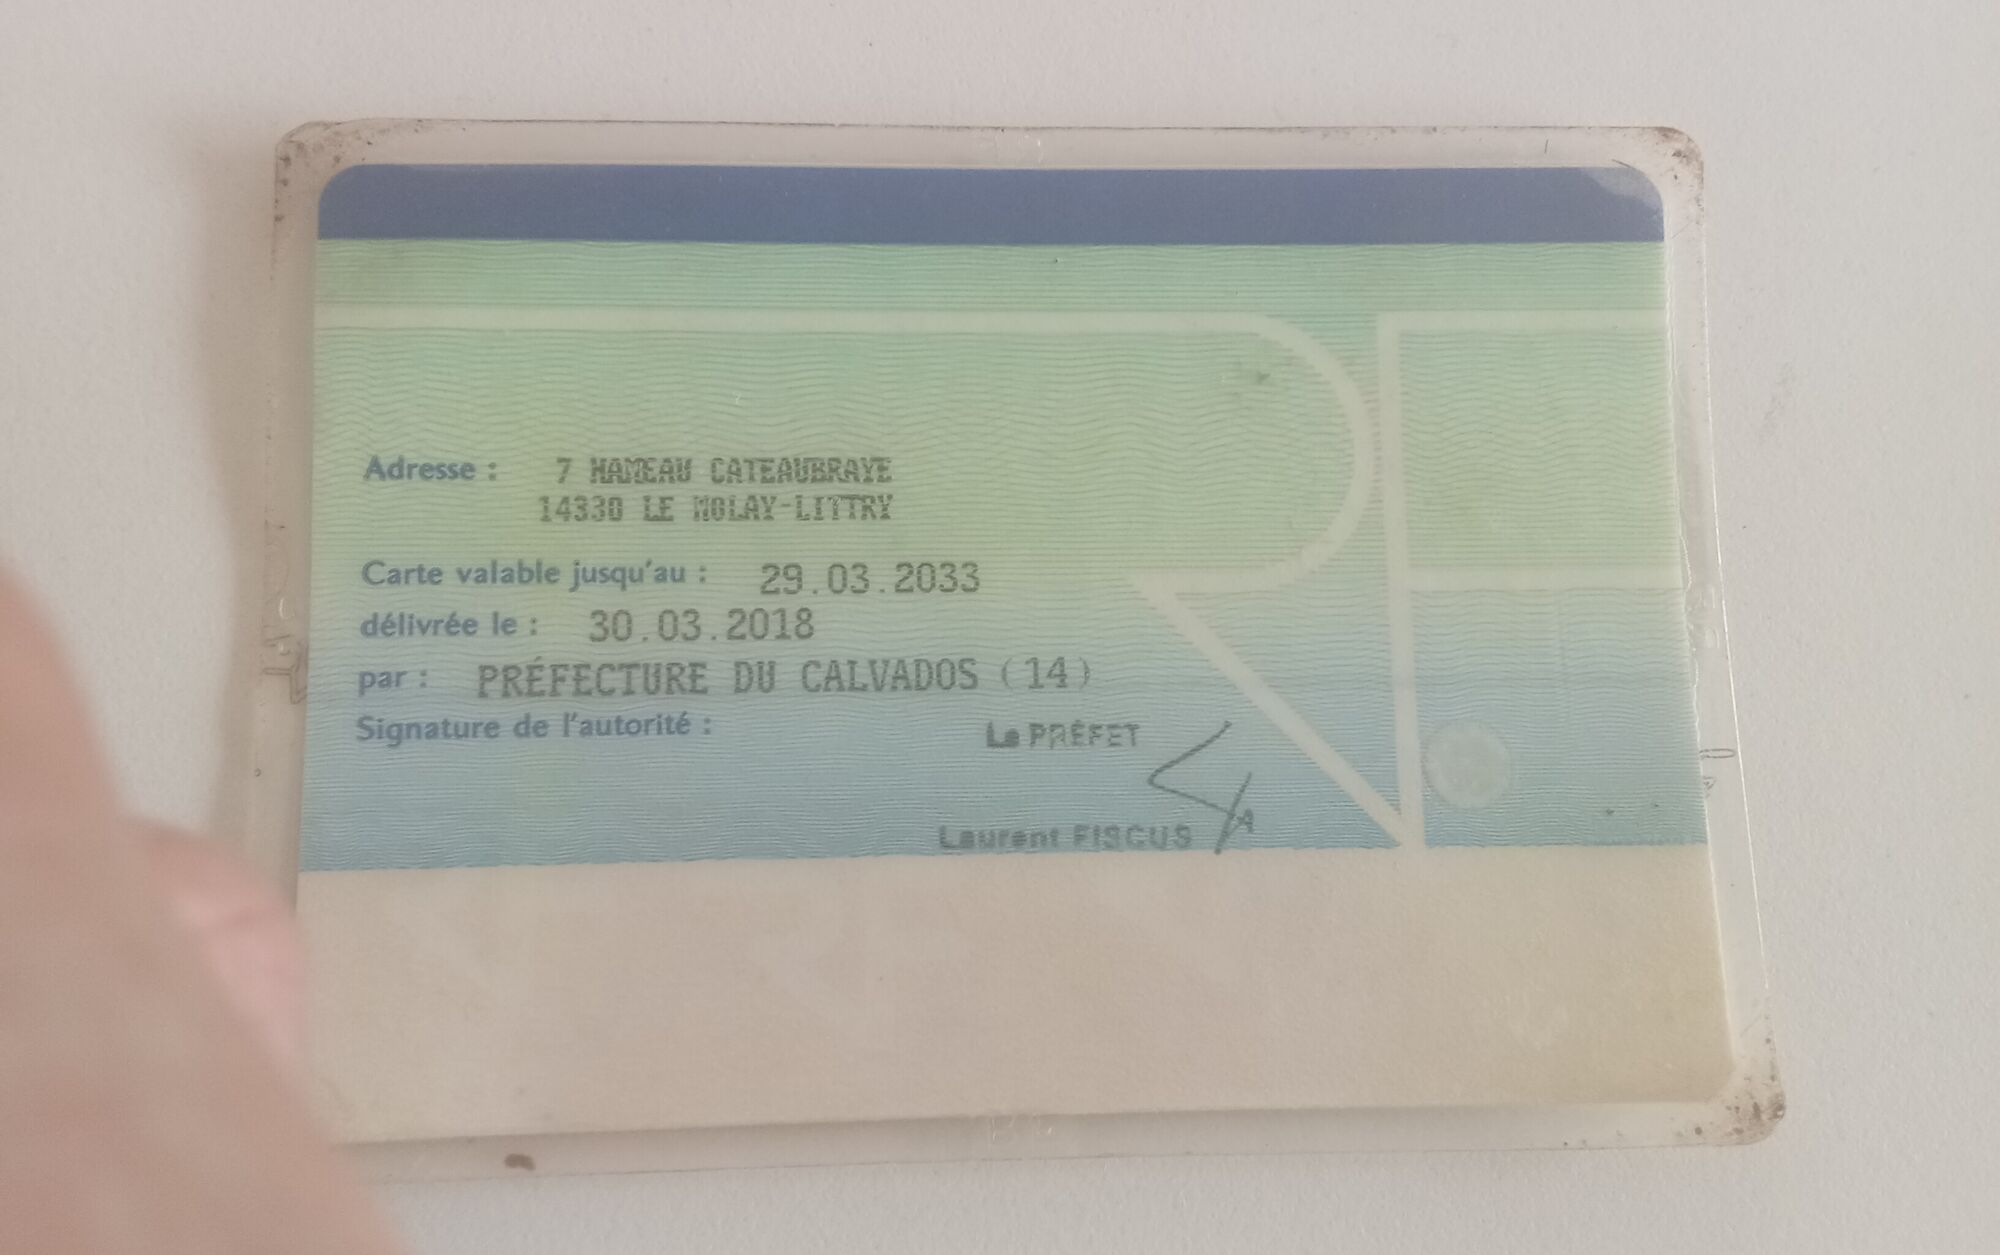 Adresse : 7 HAMEAU CATEAUBRAYE
14330 LE MOLAY-LITTRY
Carte valable jusqu'au : 29.03.2033
délivrée le : 30.03.2018
par : PRÉFECTURE DU CALVADOS (14)
Signature de l'autorité :
Le PRÉFET
Laurent FISCUS